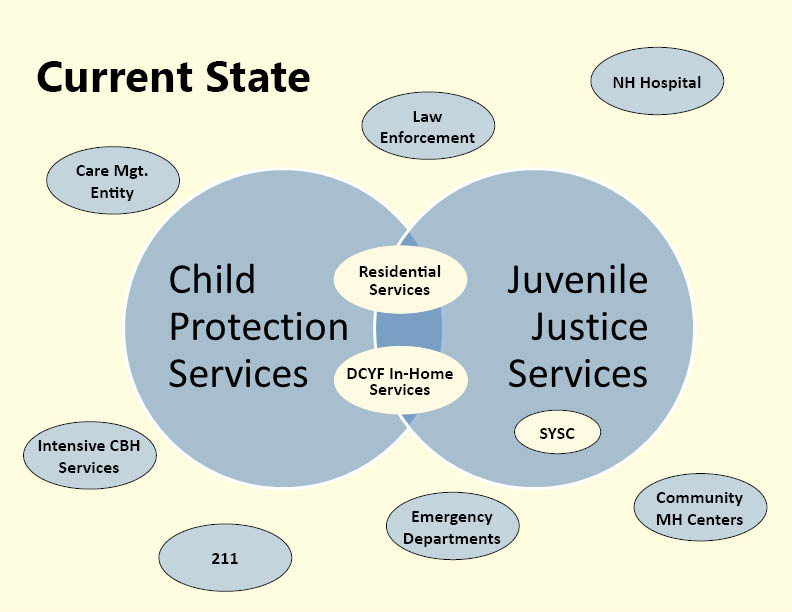 Current State
NH Hospital
Law
Enforcement
Care Mgt.
Entity
Child
Protection
Services
Residential
Services
DCYF In-Home
Services
Juvenile
Justice
Services
SYSC
Intensive CBH
Services
211
Emergency
Departments
Community
MH Centers